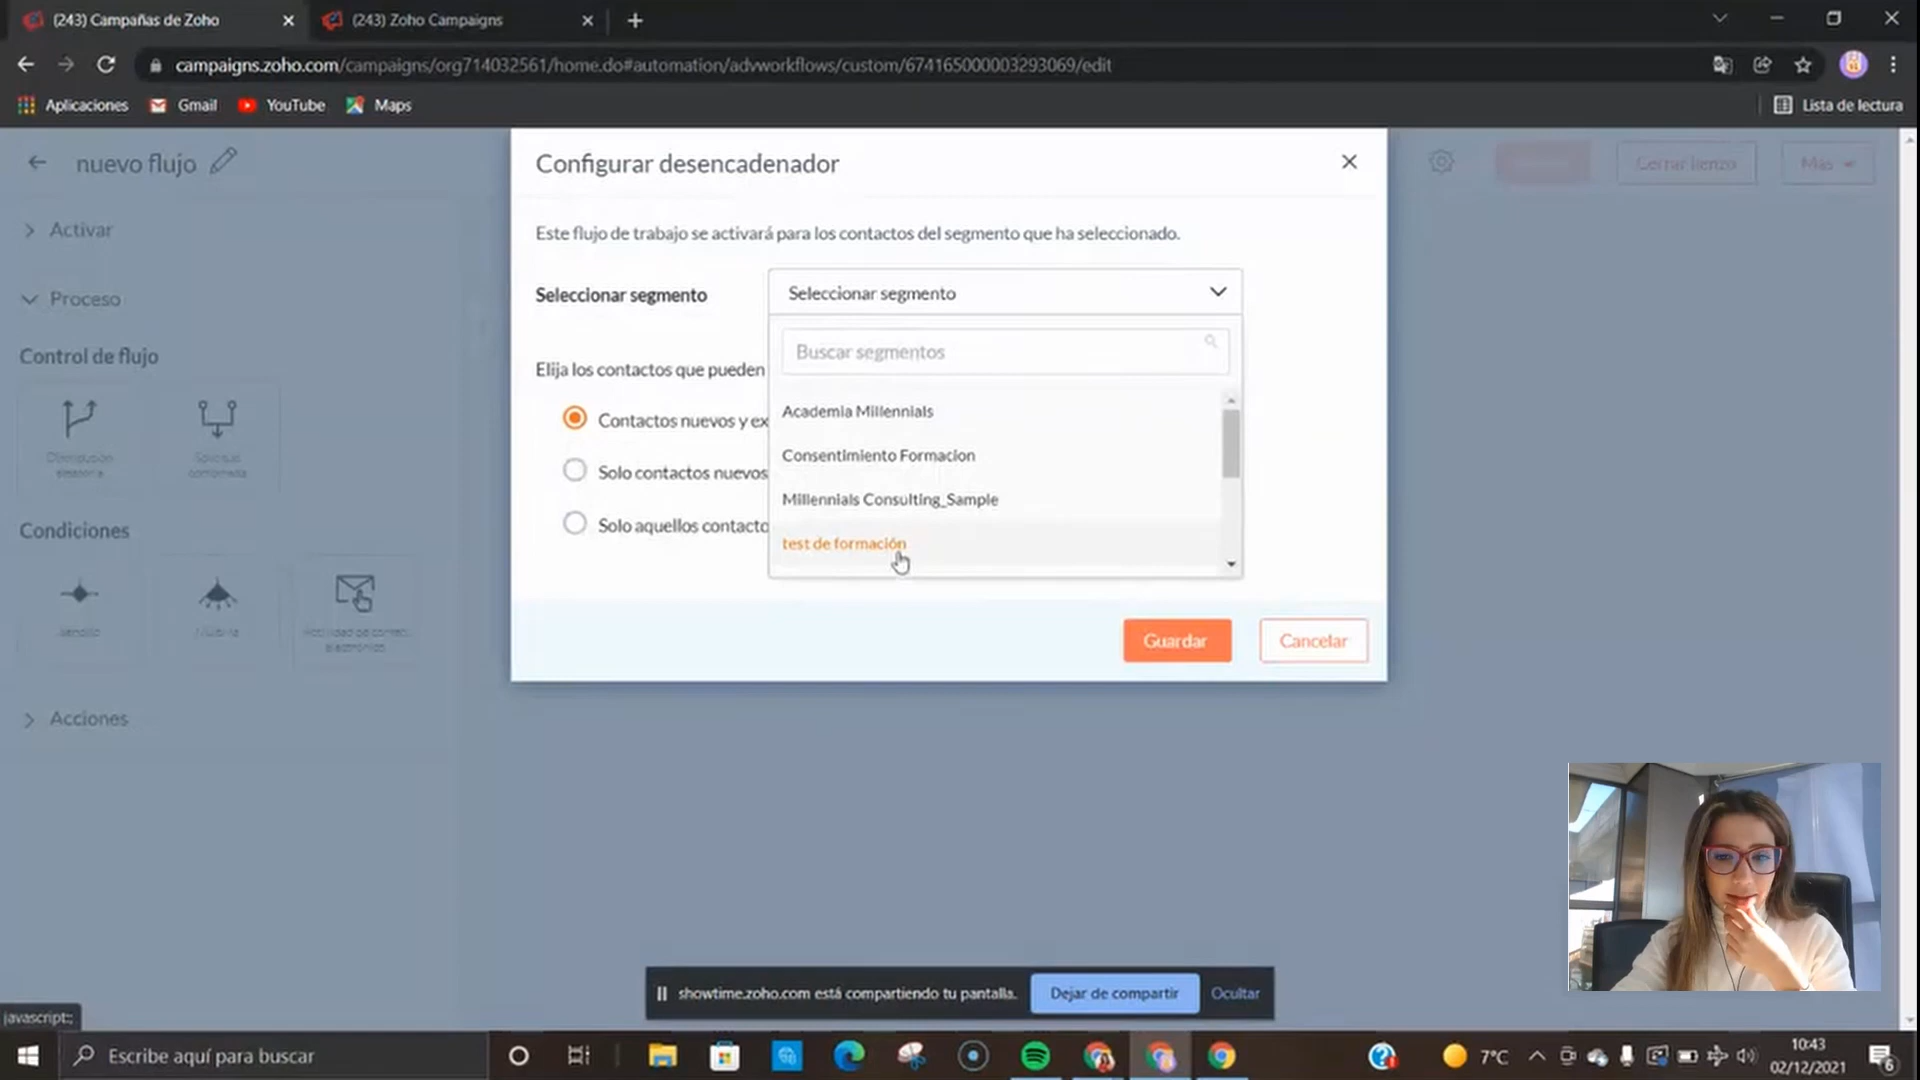 (243) Campañas de Zoho
(243) Zoho Campaigns
campaigns.zoho.com/campaigns/org714032561/home.do#automation/advworkflows/custom/674165000003293069/edit
Aplicaciones
Gmail
YouTube
Maps
Lista de lectura
nuevo flujo
Configurar desencadenador
Cerrar lienzo
Más
Activar
Este flujo de trabajo se activará para los contactos del segmento que ha seleccionado.
Seleccionar segmento
Seleccionar segmento
Proceso
Buscar segmentos
Control de flujo
Elija los contactos que pueden
Academia Millennials
Contactos nuevos y ex
Consentimiento Formacion
Solo contactos nuevos
Millennials Consulting_Sample
Solo aquellos contacto
test de formación
Condiciones
Guardar
Cancelar
Acciones
showtime.zoho.com está compartiendo tu pantalla.
Dejar de compartir
Ocultar
javascript:;
Escribe aquí para buscar
7°C
10:43
02/12/2021
6